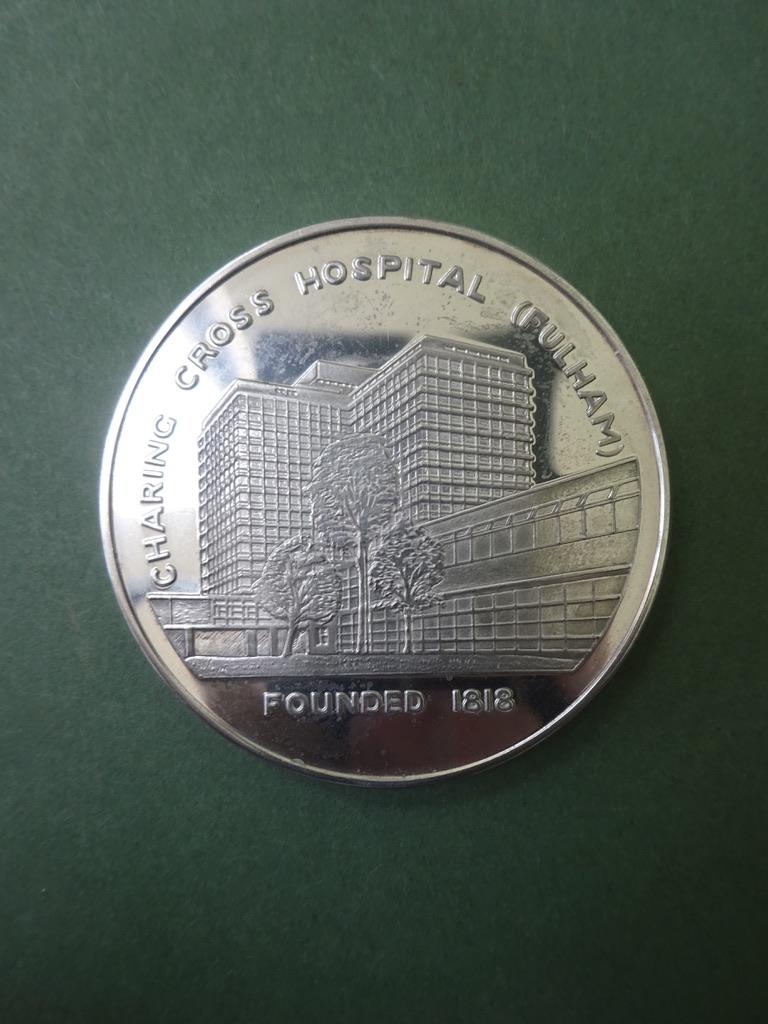 CHARING CROSS HOSPITAL (FULHAM)
FOUNDED 1818